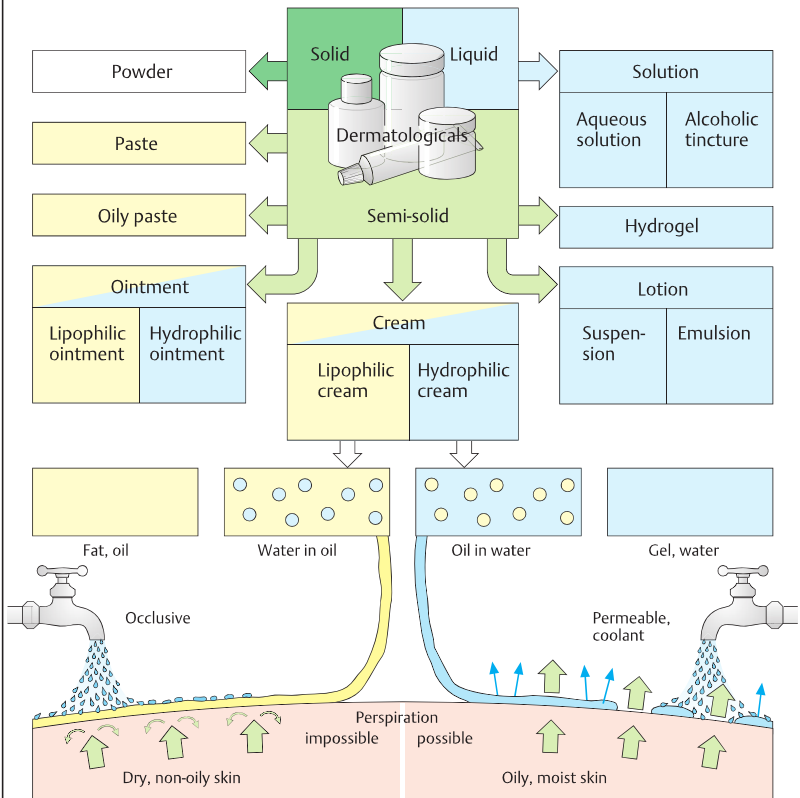 Solid
Liquid
Powder
Solution
Aqueous
solution
Alcoholic
tincture
Dermatologicals
Paste
Oily paste
Semi-solid
Hydrogel
Ointment
Lotion
Lipophilic
ointment
Hydrophilic
ointment
Cream
Suspen-
sion
Emulsion
Lipophilic
cream
Hydrophilic
cream
Fat, oil
Water in oil
Oil in water
Gel, water
Occlusive
Permeable,
coolant
Perspiration
impossible
possible
Dry, non-oily skin
Oily, moist skin